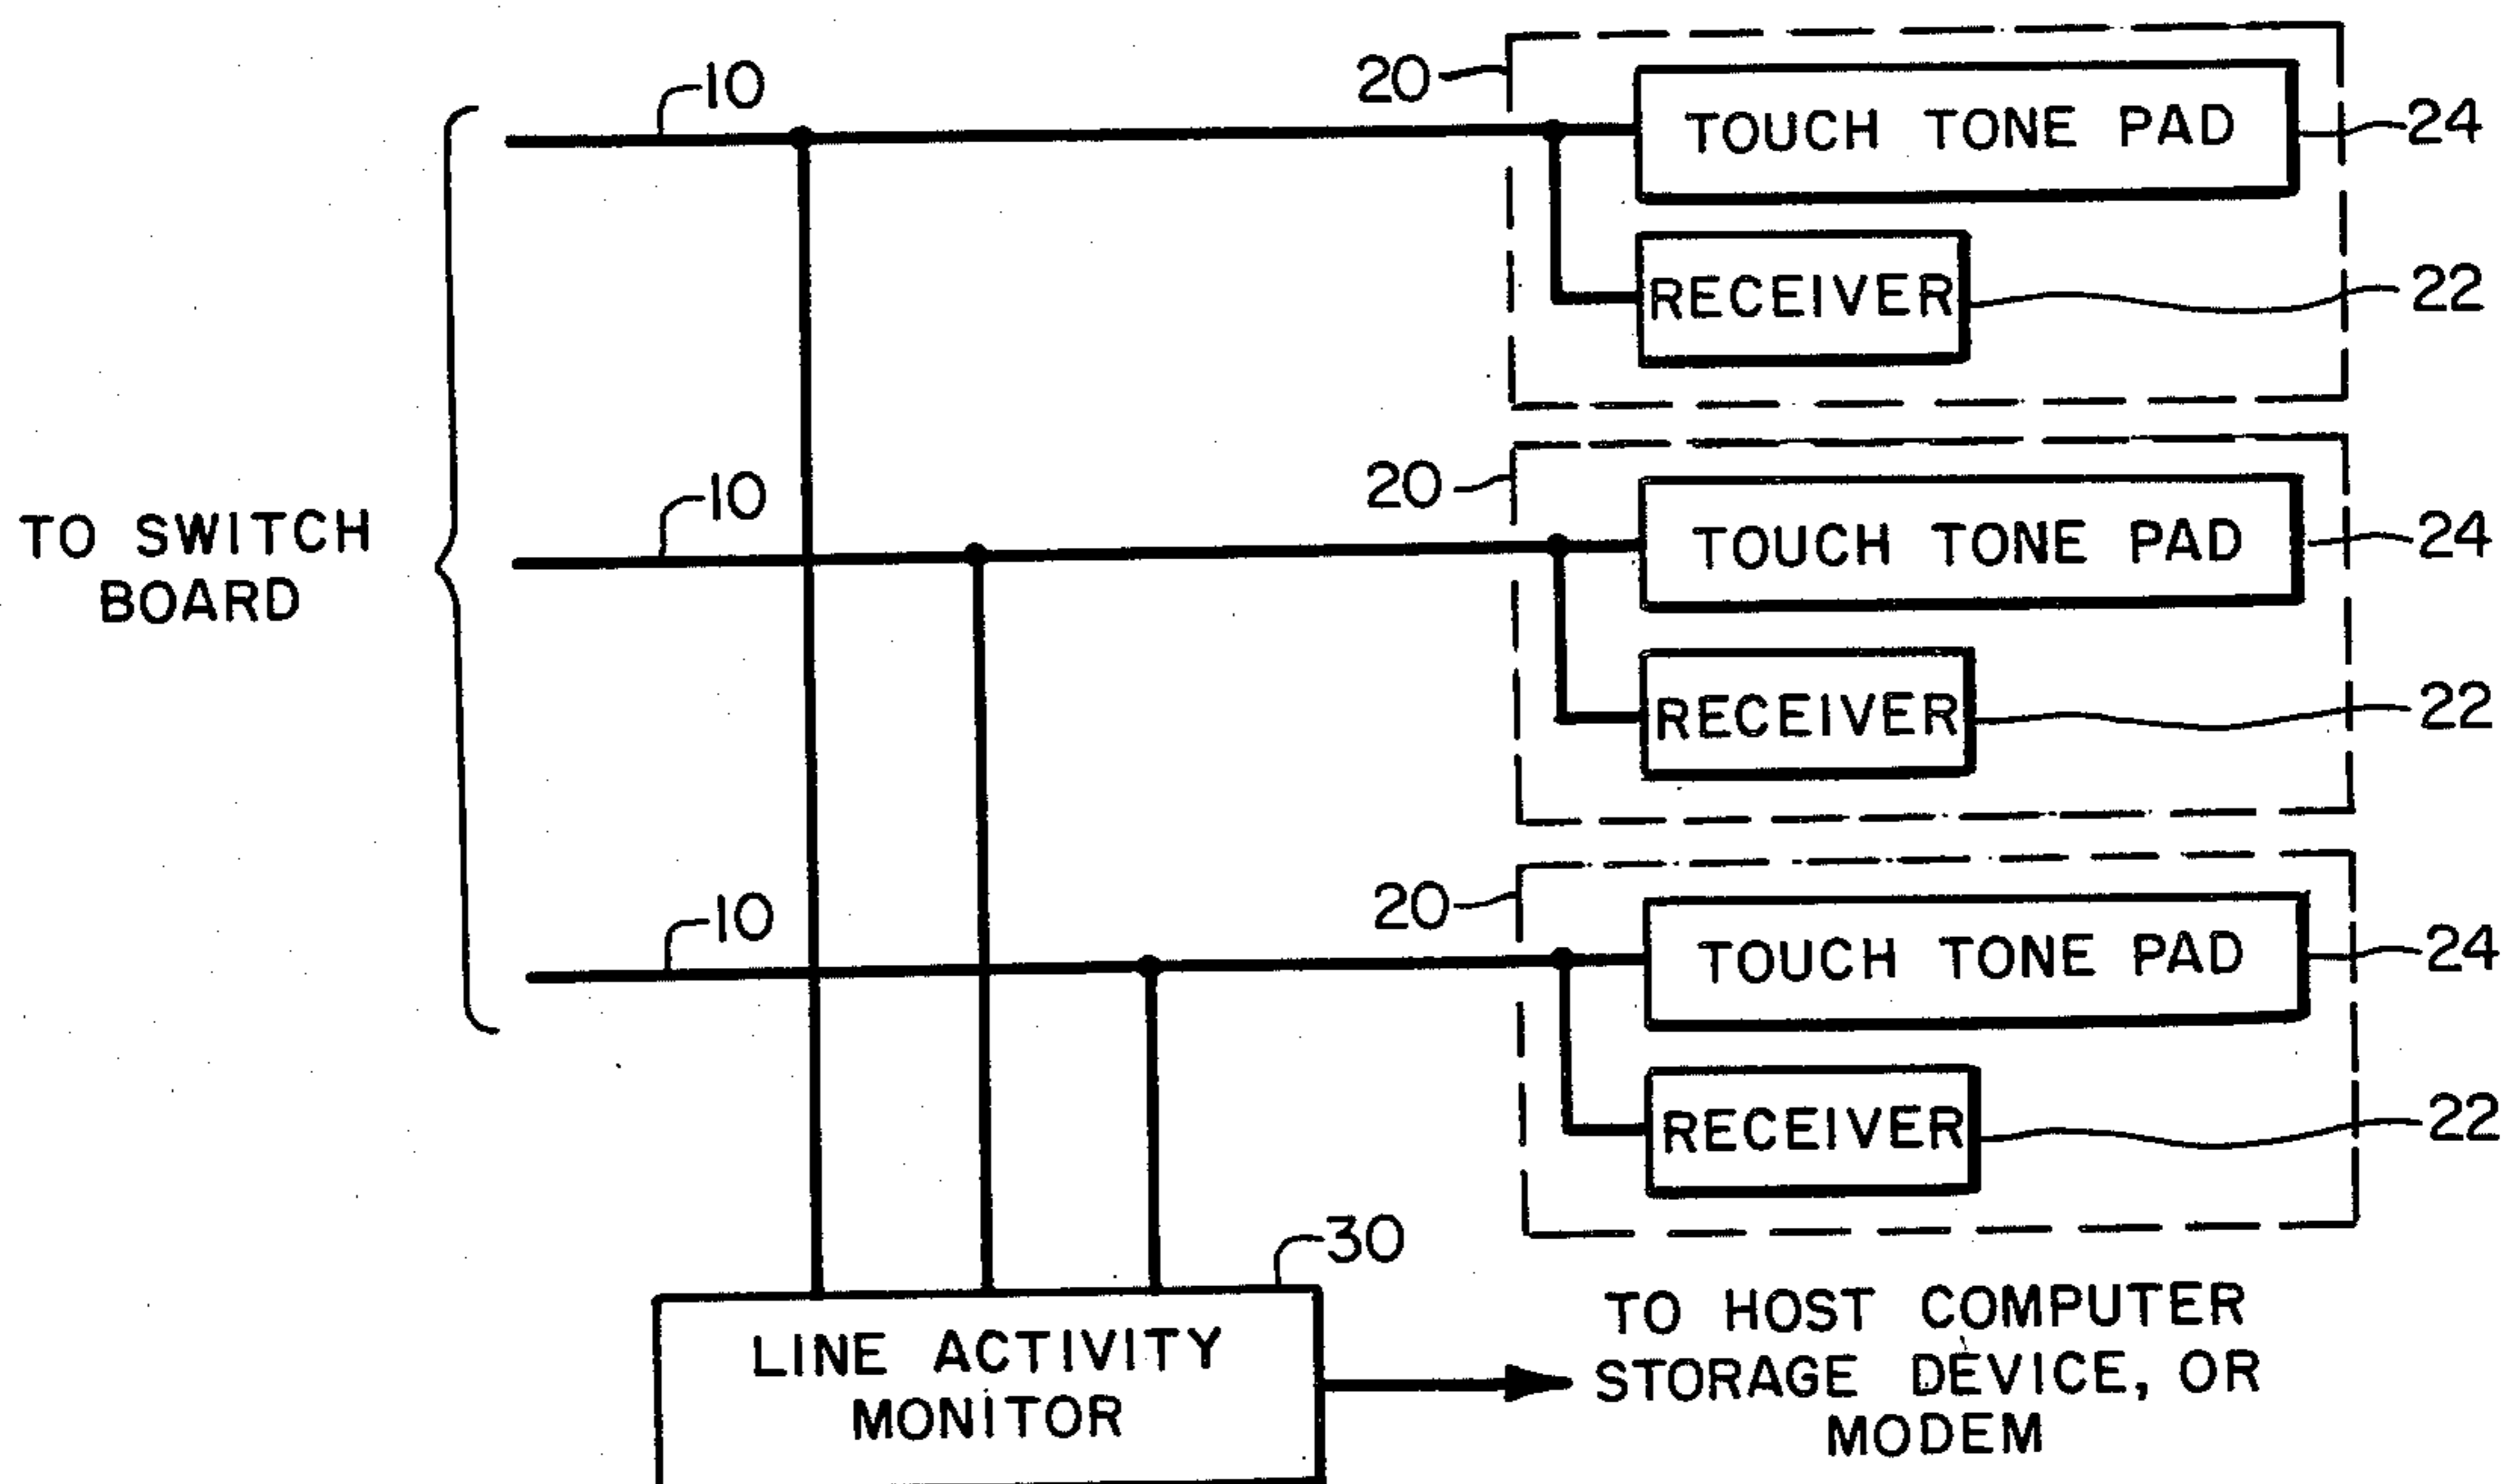 10
20
TOUCH TONE PAD
24
RECEIVER
22
10
20
TOUCH TONE PAD
24
TO SWITCH
BOARD
RECEIVER
22
10
20
TOUCH TONE PAD
24
RECEIVER
22
30
LINE ACTIVITY
MONITOR
TO HOST COMPUTER
STORAGE DEVICE, OR
MODEM